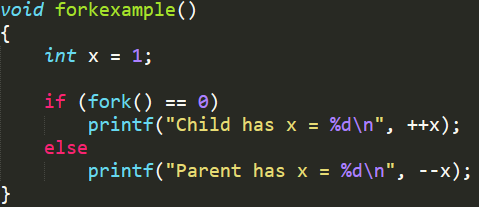 void forkexample()
{
    int x = 1;

    if (fork() == 0)
        printf("Child has x = %d\n", ++x);
    else
        printf("Parent has x = %d\n", --x);
}